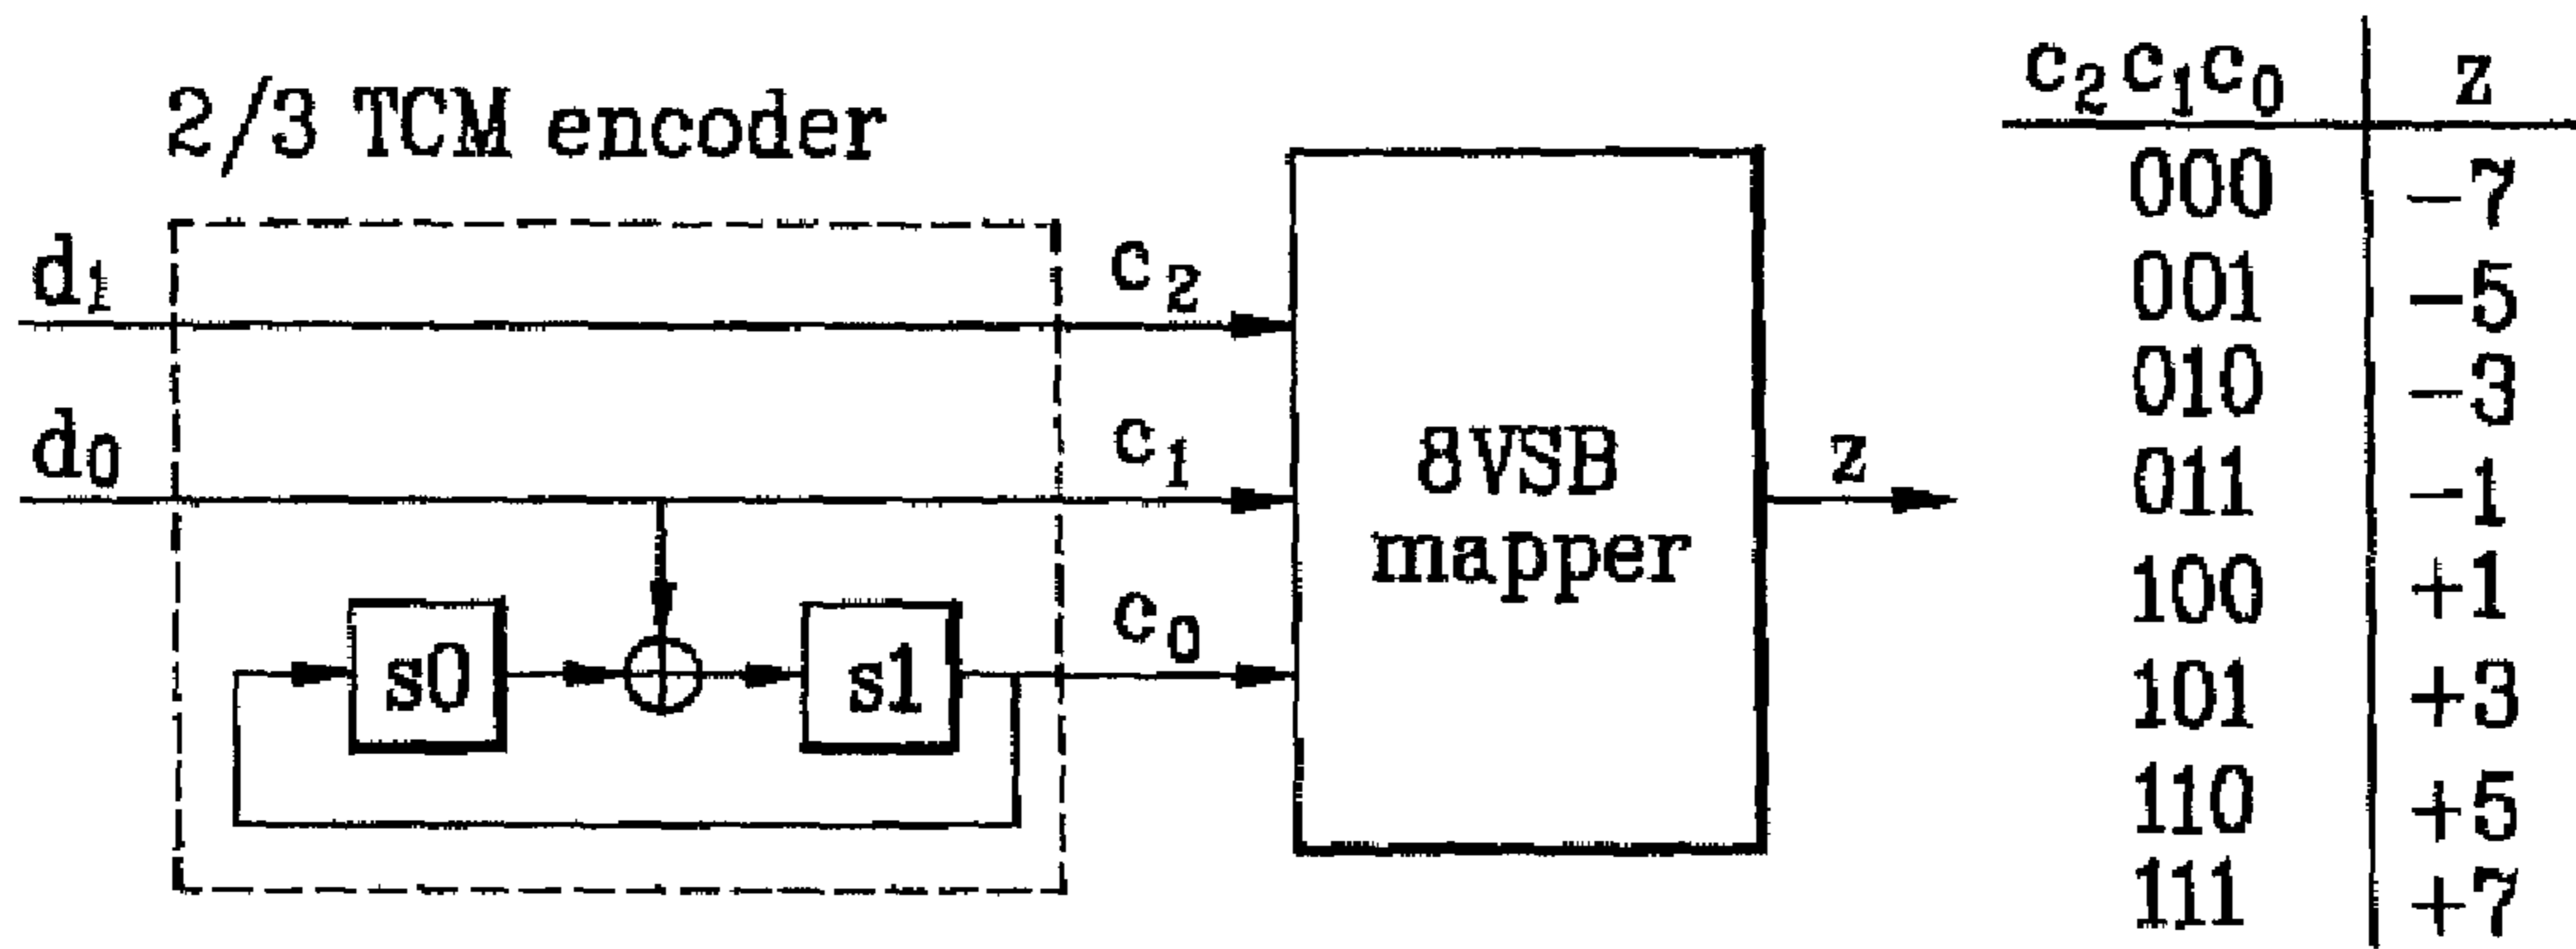 2/3 TCM encoder
d₁
d₀
s0
s1
c₂
c₁
c₀
8VSB
mapper
z
c₂c₁c₀ z
000 −7
001 −5
010 −3
011 −1
100 +1
101 +3
110 +5
111 +7